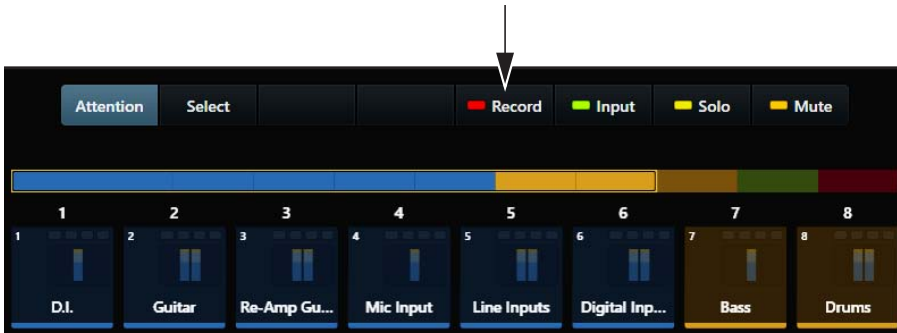 Attention Select Record Input Solo Mute
1 2 3 4 5 6 7 8
1 2 3 4 5 6 7 8
D.I. Guitar Re-Amp Gu... Mic Input Line Inputs Digital Inp... Bass Drums